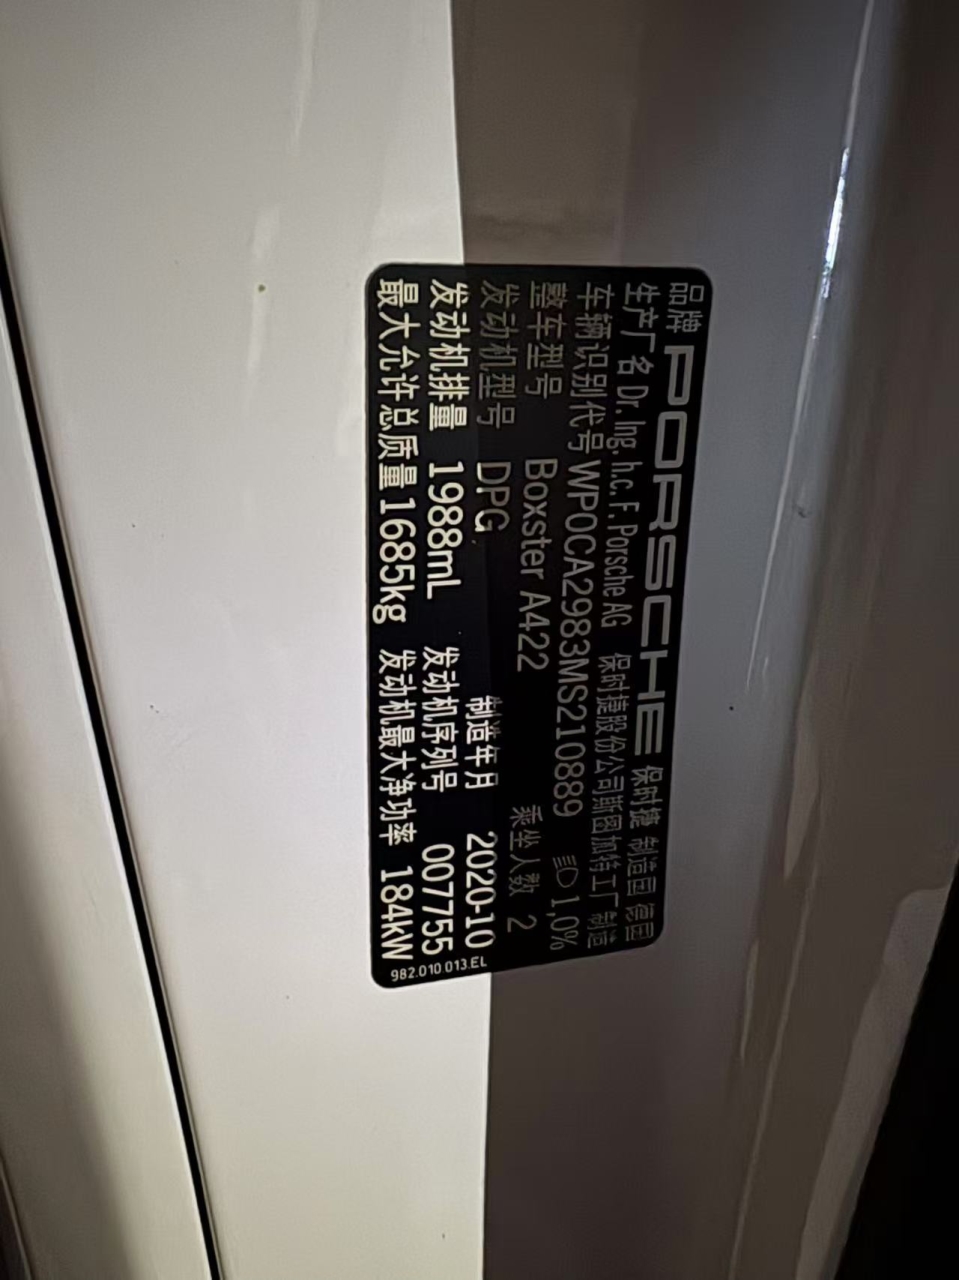 品牌 PORSCHE 保时捷 制造国 德国
生产厂名 Dr. Ing. h.c. F. Porsche AG 保时捷股份公司斯图加特工厂 制造
车辆识别代号 WP0CA2983MS210889 1,0%
整车型号 Boxster A422 乘坐人数 2
发动机型号 DPG 制造年月 2020-10
发动机排量 1988mL 发动机序列号 007755
最大允许总质量 1685kg 发动机最大净功率 184kW
982.010.013.EL